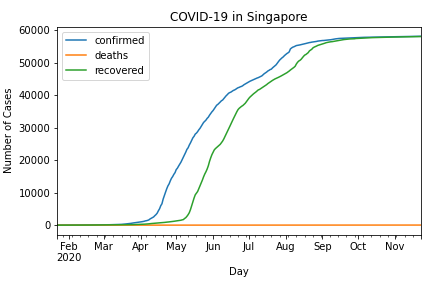 COVID-19 in Singapore
confirmed
deaths
recovered
Number of Cases
60000
50000
40000
30000
20000
10000
0
Feb Mar Apr May Jun Jul Aug Sep Oct Nov
2020
Day